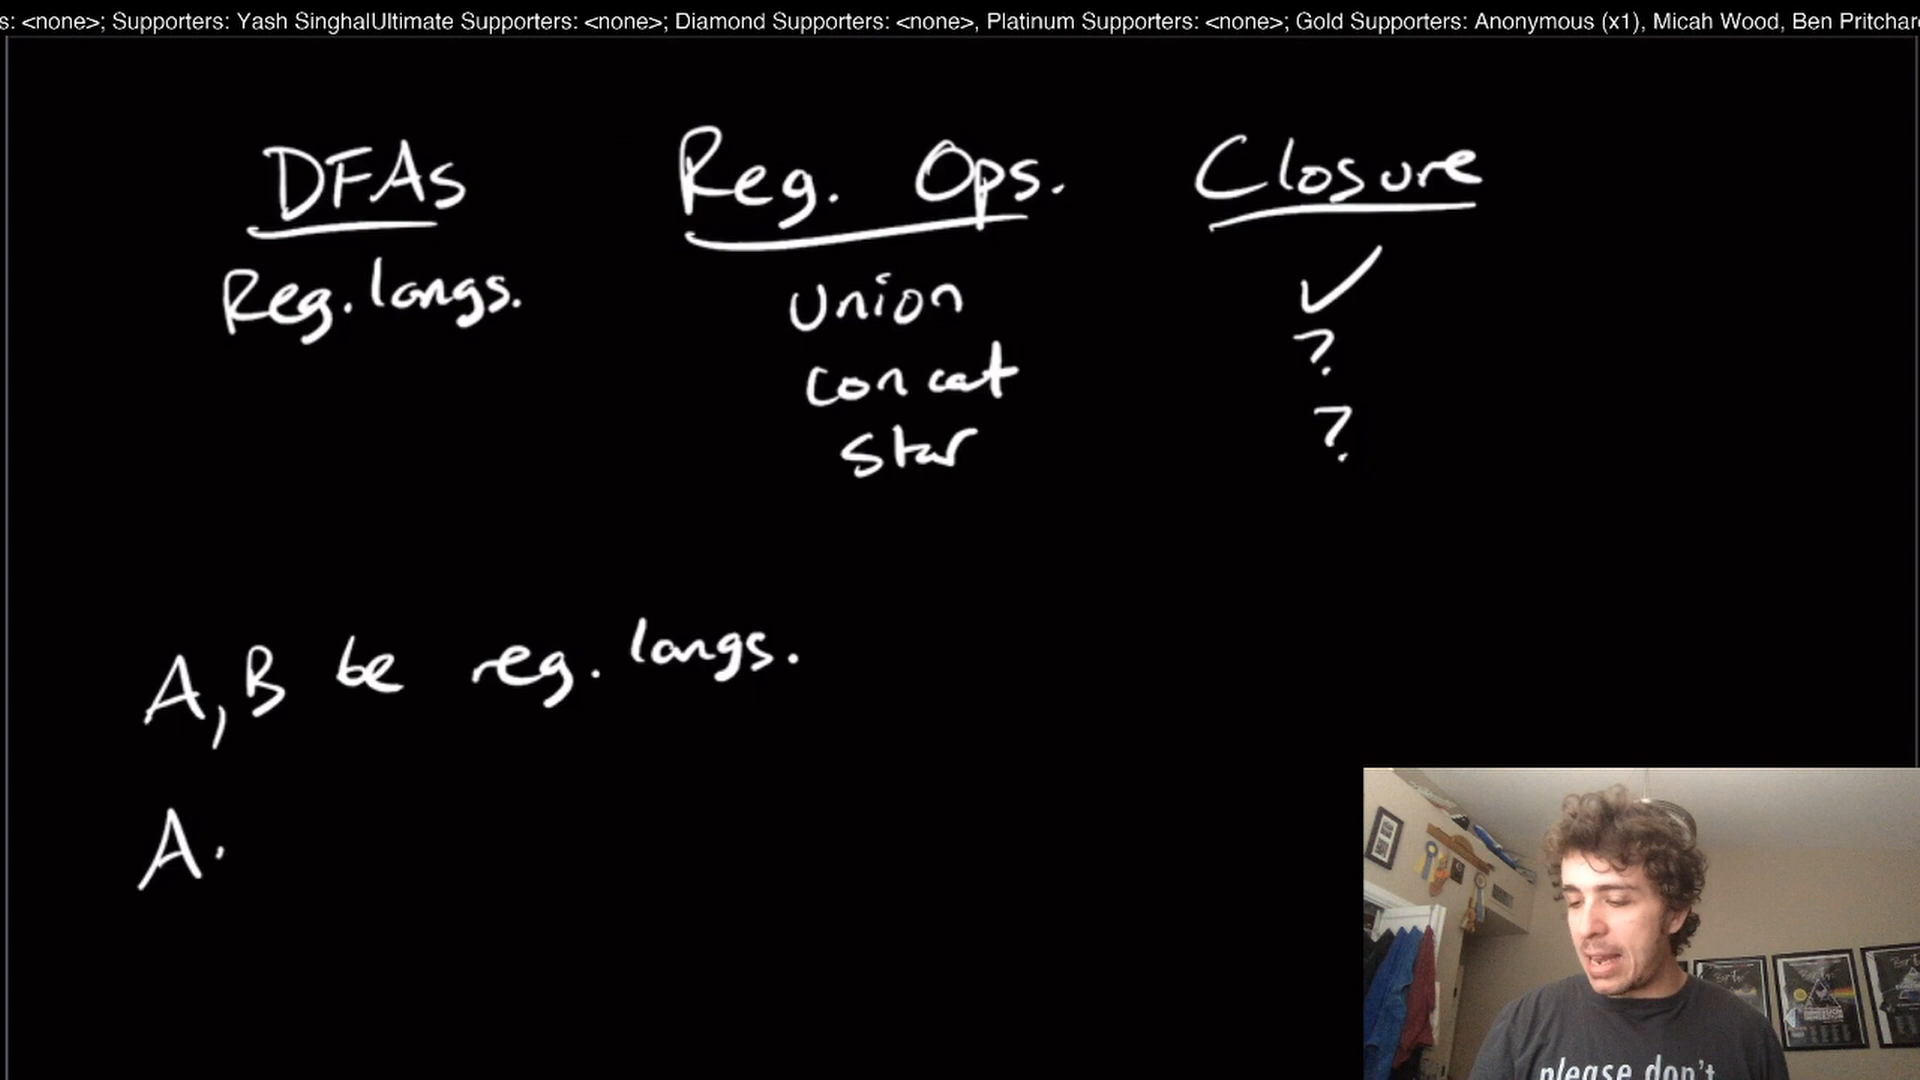 s: <none>; Supporters: Yash SinghalUltimate Supporters: <none>; Diamond Supporters: <none>, Platinum Supporters: <none>; Gold Supporters: Anonymous (x1), Micah Wood, Ben Pritchar
DFAs Reg. Ops. Closure
Reg. langs. Union ✓
concat ?
star ?
A, B be reg. langs.
A.
please don't